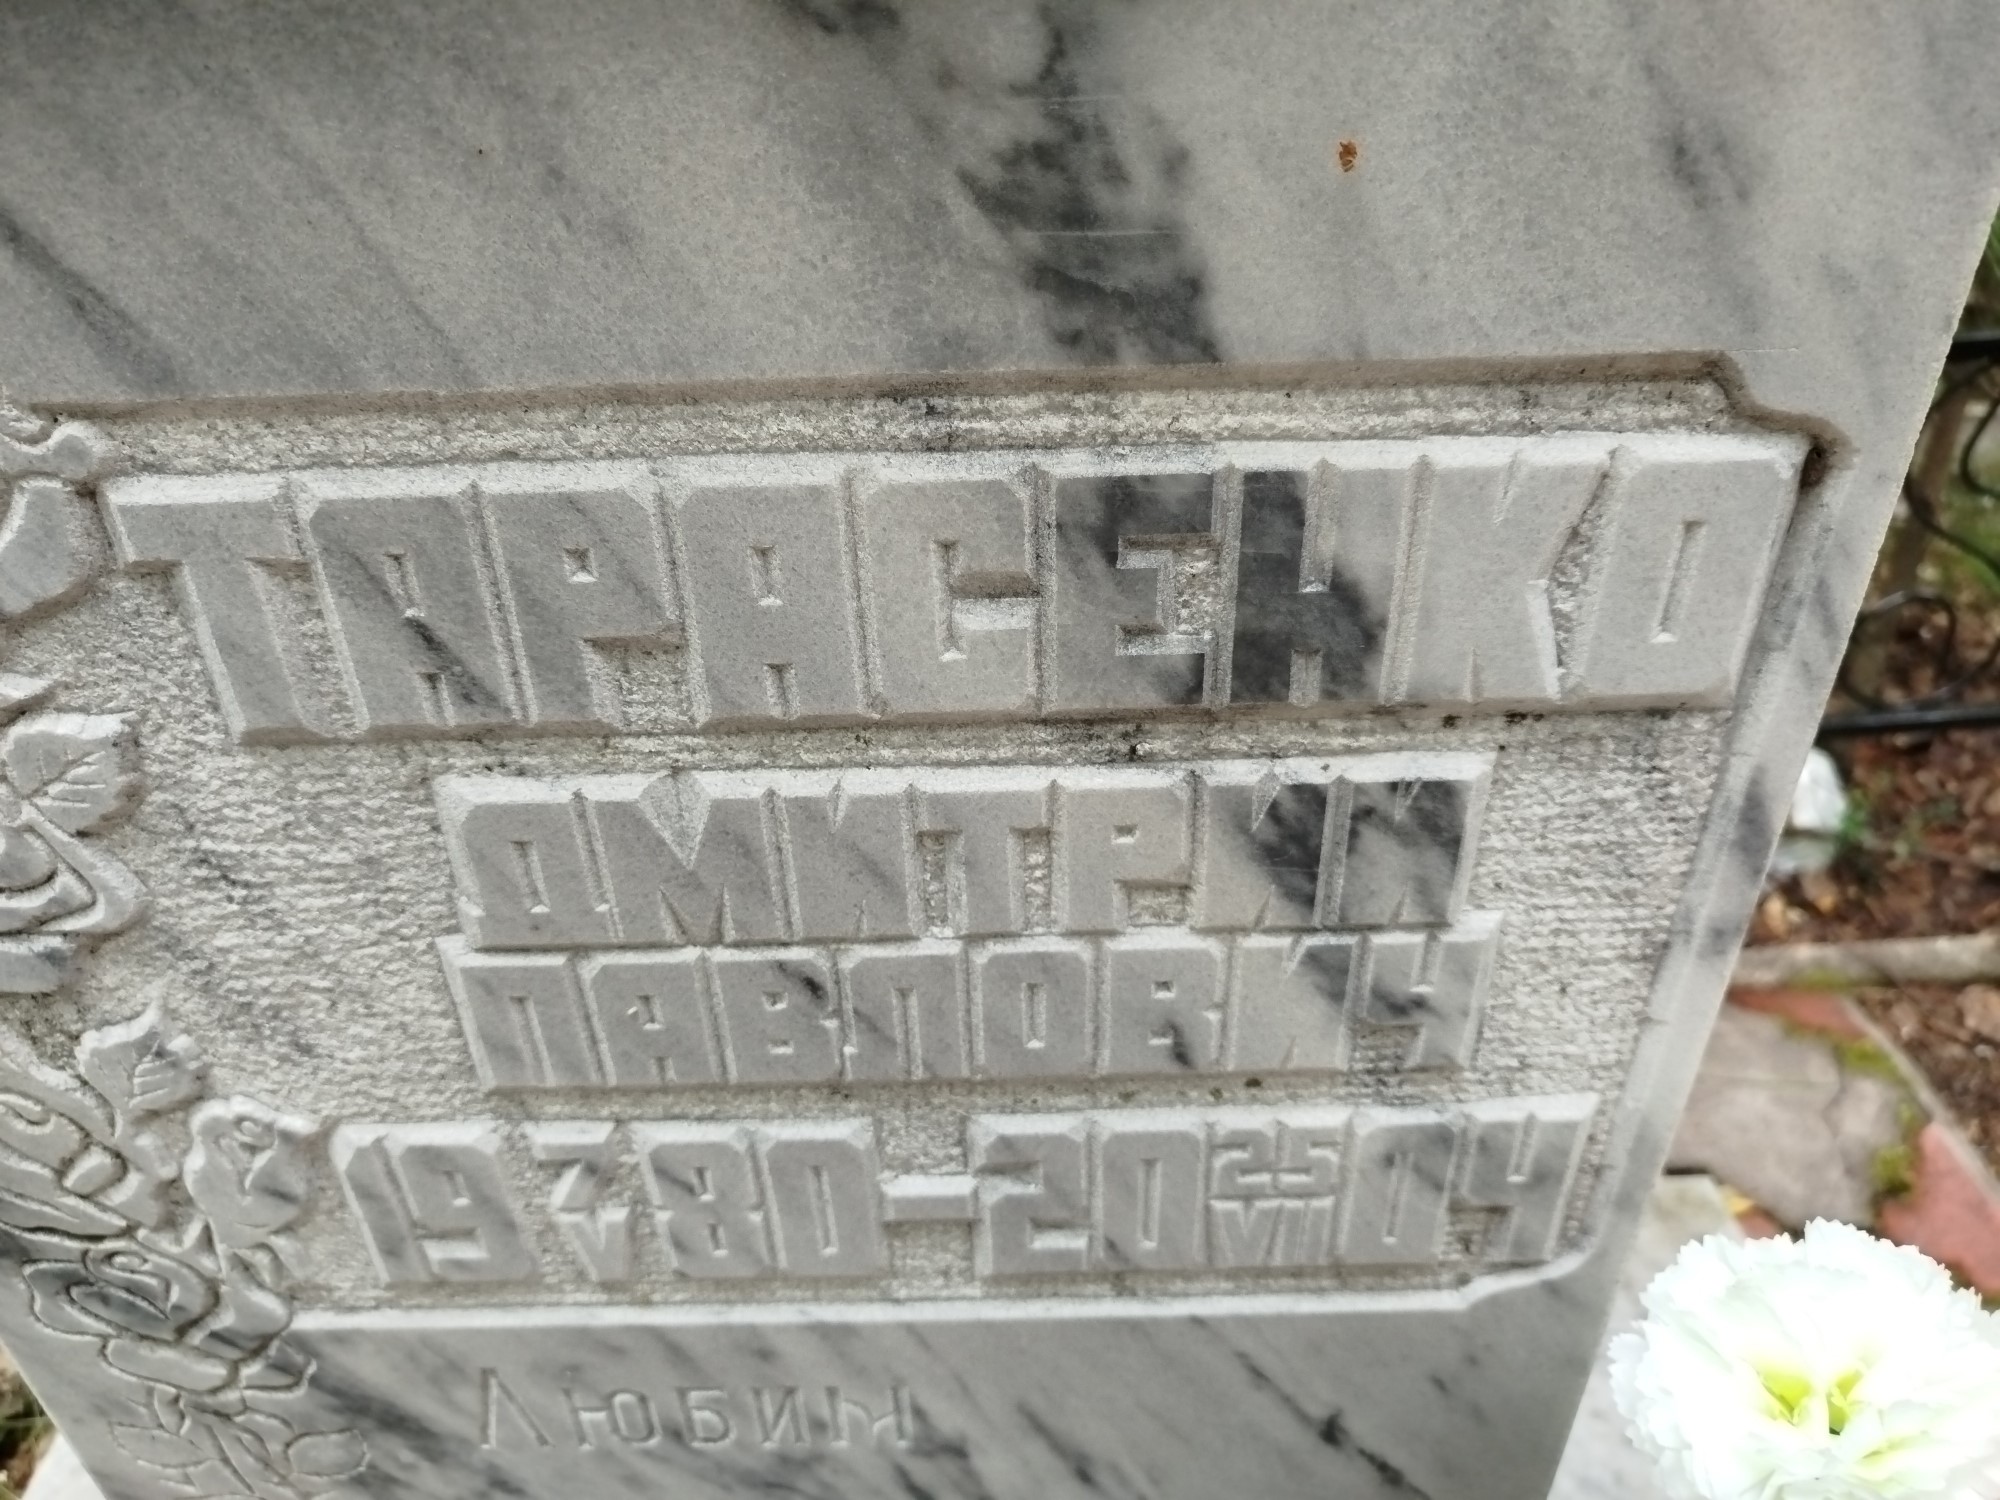 ТАРАСЕНКО
ДМИТРИЙ
ПАВЛОВИЧ
19 7/V 80-20 25/VII 04
ЛЮБИМ